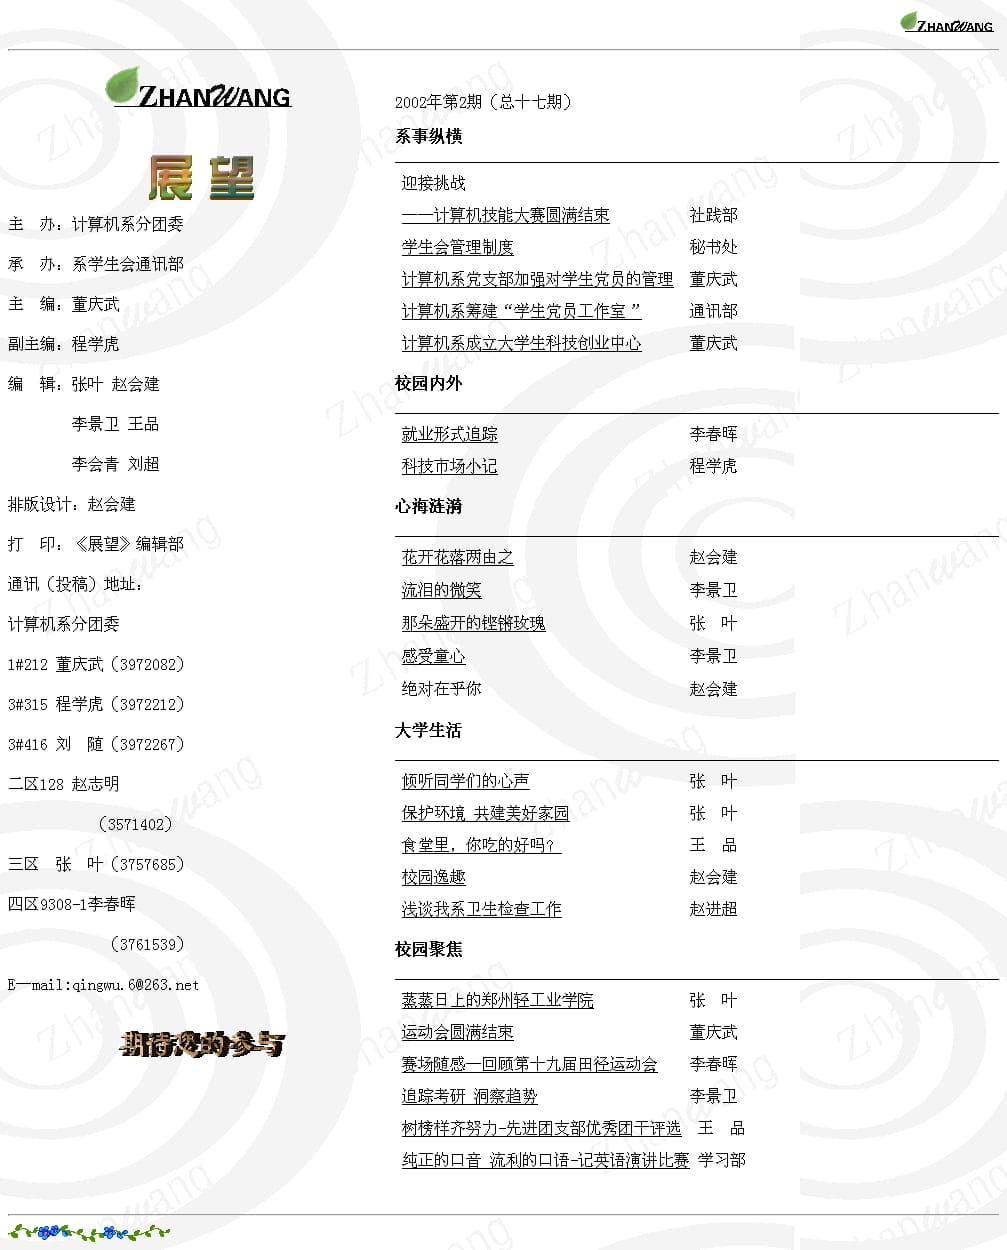 ZHANWANG
ZHANWANG
展 望
主　办：计算机系分团委
承　办：系学生会通讯部
主　编：董庆武
副主编：程学虎
编　辑：张叶 赵会建
李景卫 王品
李会青 刘超
排版设计：赵会建
打　印：《展望》编辑部
通讯（投稿）地址：
计算机系分团委
1#212 董庆武（3972082）
3#315 程学虎（3972212）
3#416 刘　随（3972267）
二区128 赵志明
（3571402）
三区　张　叶（3757685）
四区9308-1李春晖
（3761539）
E—mail:qingwu.6@263.net
期待您的参与
2002年第2期（总十七期）
系事纵横
迎接挑战
——计算机技能大赛圆满结束 社践部
学生会管理制度 秘书处
计算机系党支部加强对学生党员的管理 董庆武
计算机系筹建“学生党员工作室 ” 通讯部
计算机系成立大学生科技创业中心 董庆武
校园内外
就业形式追踪 李春晖
科技市场小记 程学虎
心海涟漪
花开花落两由之 赵会建
流泪的微笑 李景卫
那朵盛开的铿锵玫瑰 张　叶
感受童心 李景卫
绝对在乎你 赵会建
大学生活
倾听同学们的心声 张　叶
保护环境 共建美好家园 张　叶
食堂里，你吃的好吗？ 王　品
校园逸趣 赵会建
浅谈我系卫生检查工作 赵进超
校园聚焦
蒸蒸日上的郑州轻工业学院 张　叶
运动会圆满结束 董庆武
赛场随感—回顾第十九届田径运动会 李春晖
追踪考研 洞察趋势 李景卫
树榜样齐努力-先进团支部优秀团干评选 王　品
纯正的口音 流利的口语-记英语演讲比赛 学习部